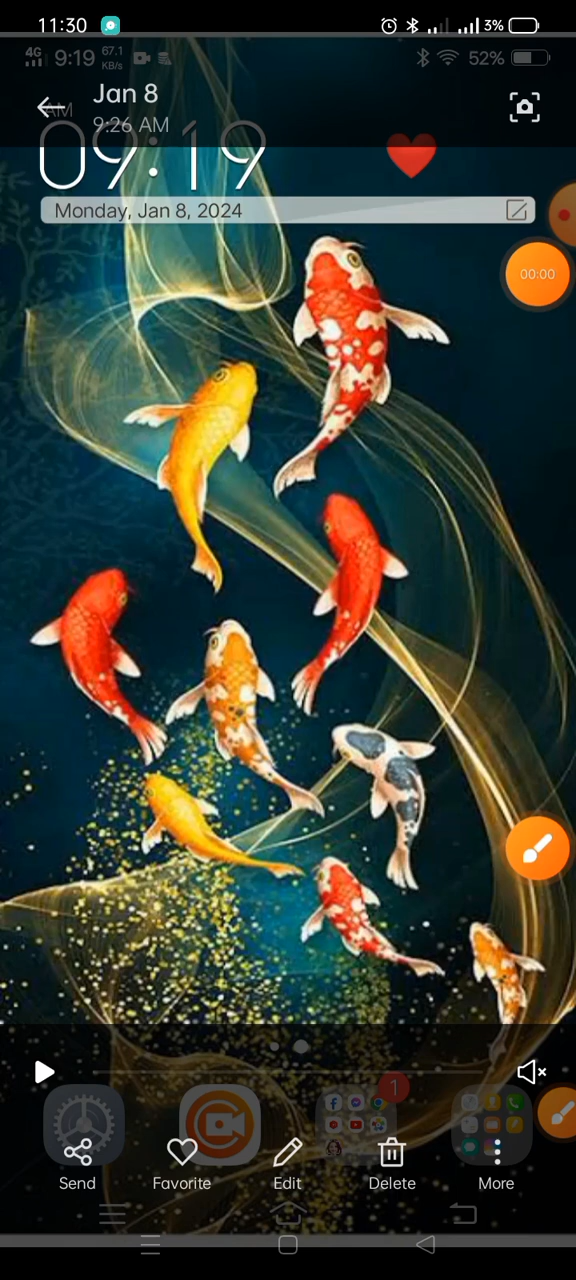 11:30
3%
4G 9:19 67.1 KB/s 52%
Jan 8
AM
9:26 AM
09:19
Monday, Jan 8, 2024
00:00
1
Send Favorite Edit Delete More